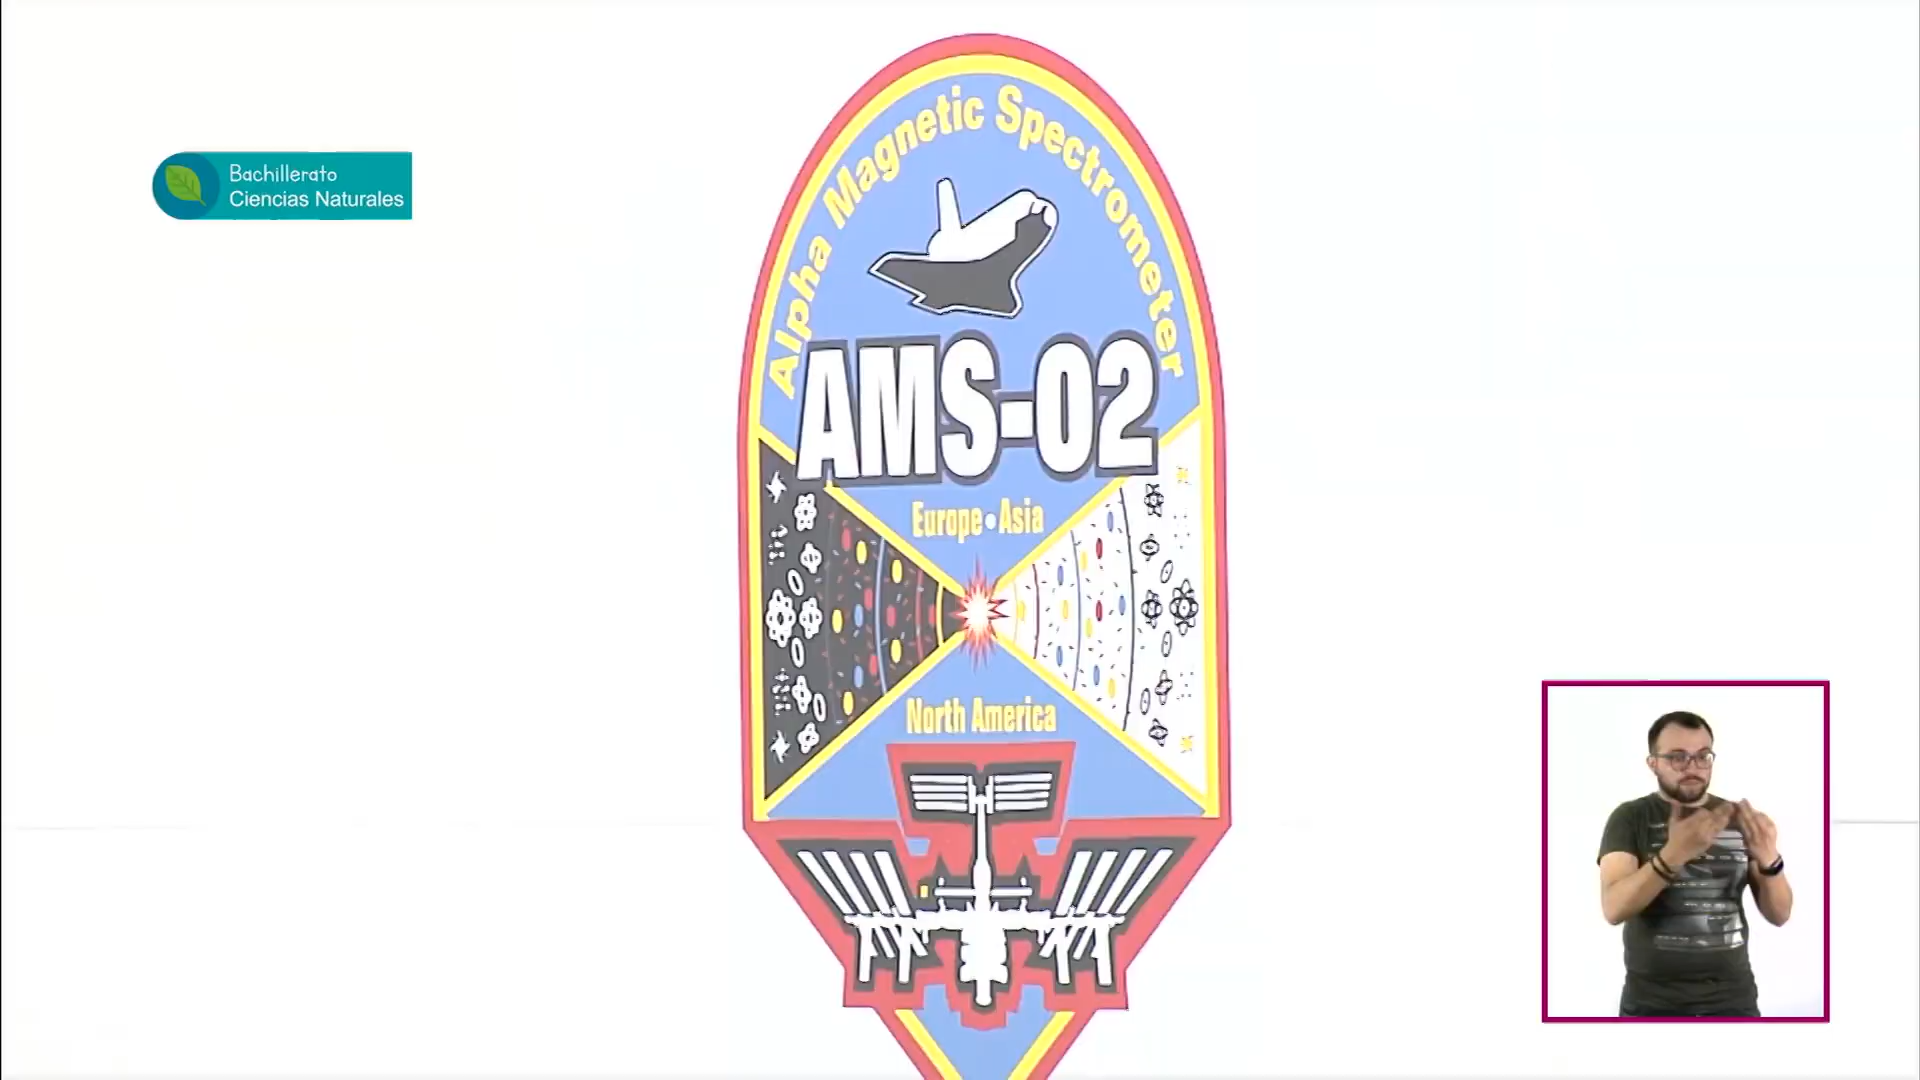 Bachillerato
Ciencias Naturales
Alpha Magnetic Spectrometer
AMS-02
Europe • Asia
North America